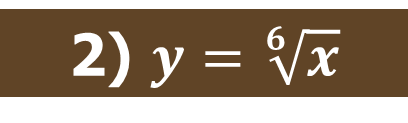 2) y = ⁶√x